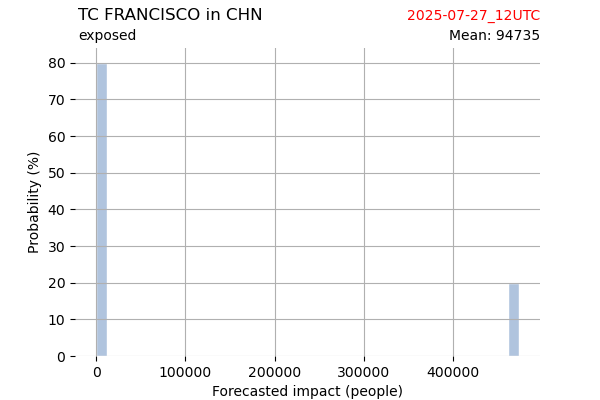 TC FRANCISCO in CHN
2025-07-27_12UTC
exposed
Mean: 94735
80
70
60
50
40
30
20
10
0
Probability (%)
0 100000 200000 300000 400000
Forecasted impact (people)